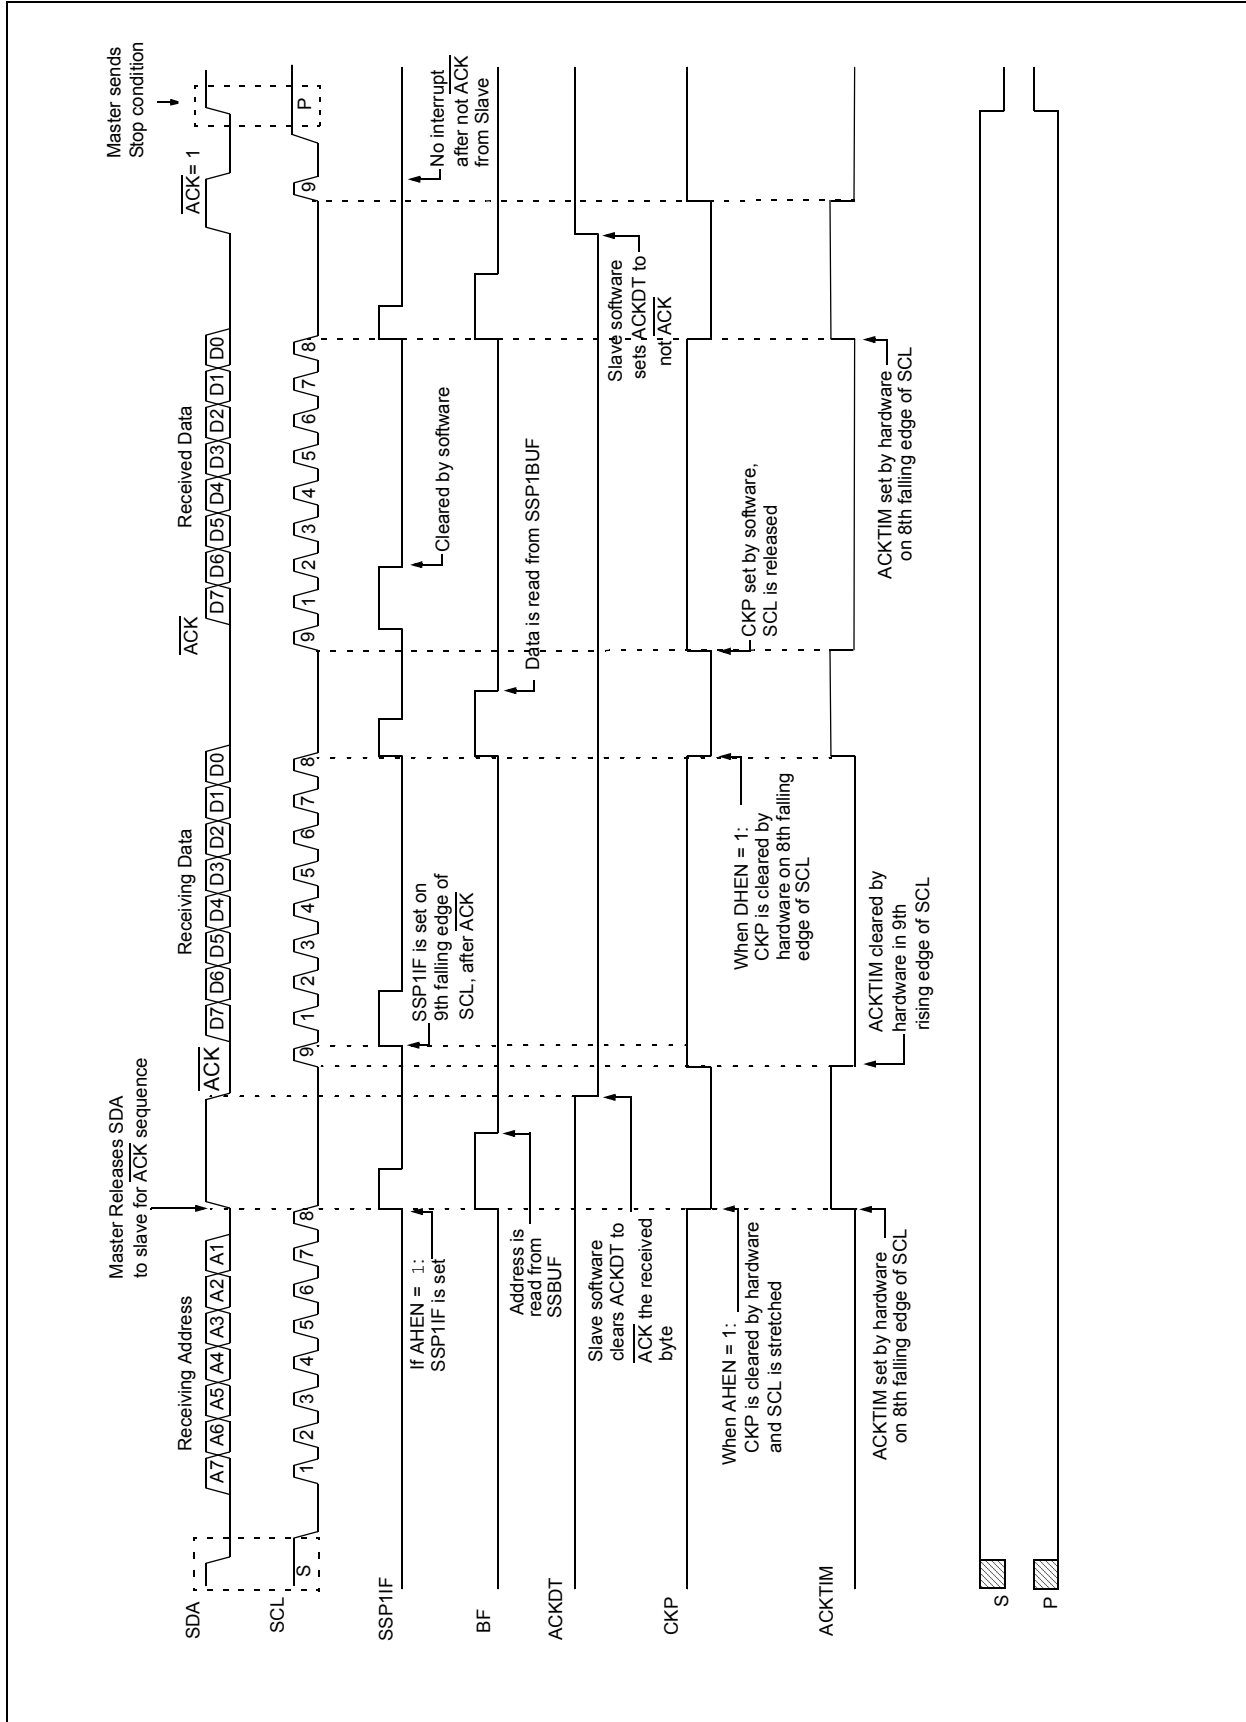 Master Releases SDA
to slave for ACK sequence
Master sends
Stop condition
Receiving Address
Receiving Data
Received Data
ACK
ACK
ACK= 1
SDA
A7 A6 A5 A4 A3 A2 A1
D7 D6 D5 D4 D3 D2 D1 D0
D7 D6 D5 D4 D3 D2 D1 D0
SCL
S
1 2 3 4 5 6 7 8 9
1 2 3 4 5 6 7 8 9
1 2 3 4 5 6 7 8 9
P
SSP1IF
If AHEN = 1:
SSP1IF is set
SSP1IF is set on
9th falling edge of
SCL, after ACK
Cleared by software
No interrupt
after not ACK
from Slave
BF
Address is
read from
SSBUF
Data is read from SSP1BUF
ACKDT
Slave software
clears ACKDT to
ACK the received
byte
Slave software
sets ACKDT to
not ACK
CKP
When AHEN = 1:
CKP is cleared by hardware
and SCL is stretched
When DHEN = 1:
CKP is cleared by
hardware on 8th falling
edge of SCL
CKP set by software,
SCL is released
ACKTIM
ACKTIM set by hardware
on 8th falling edge of SCL
ACKTIM cleared by
hardware in 9th
rising edge of SCL
ACKTIM set by hardware
on 8th falling edge of SCL
S
P